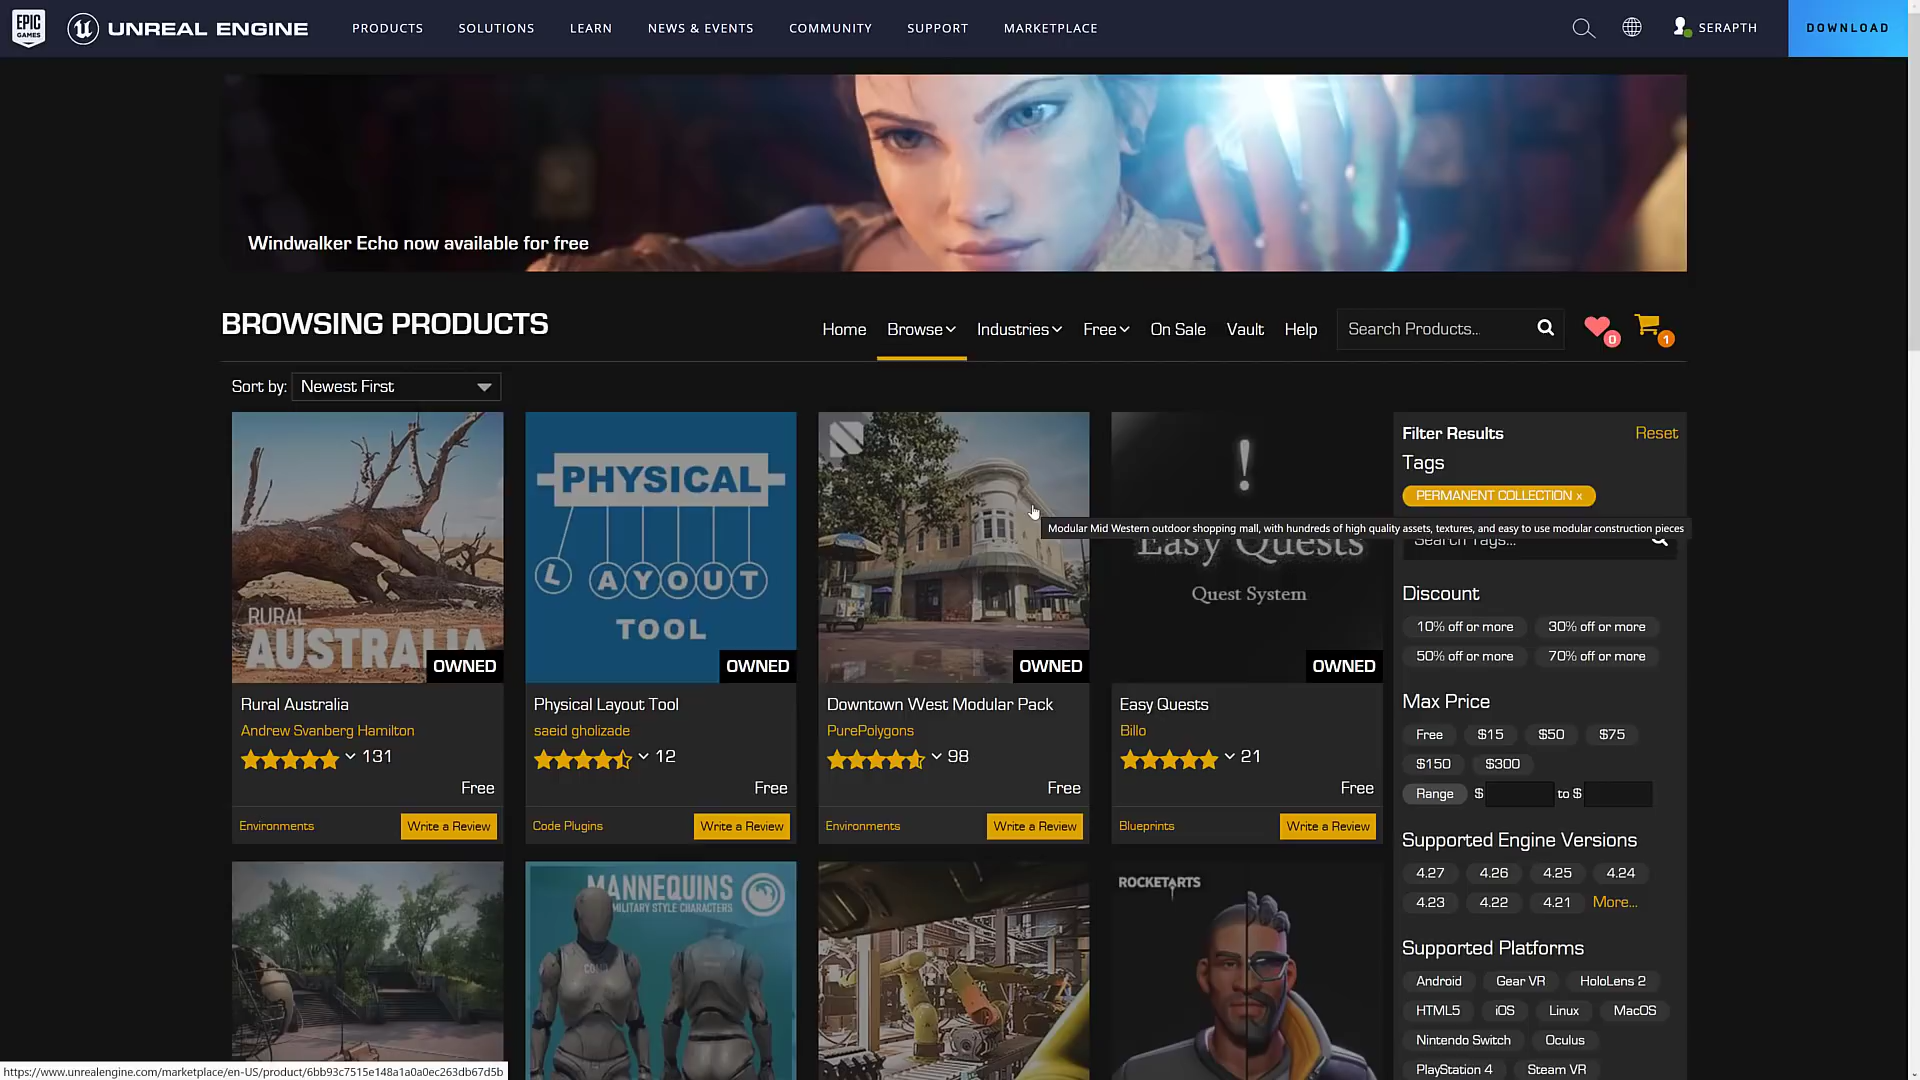 EPIC GAMES
UNREAL ENGINE
PRODUCTS
SOLUTIONS
LEARN
NEWS & EVENTS
COMMUNITY
SUPPORT
MARKETPLACE
SERAPTH
DOWNLOAD
Windwalker Echo now available for free
BROWSING PRODUCTS
Home
Browse
Industries
Free
On Sale
Vault
Help
Search Products...
0
1
Sort by: Newest First
PHYSICAL
LAYOUT
TOOL
RURAL
AUSTRALIA
!
Easy Quests
Quest System
OWNED
OWNED
OWNED
OWNED
Modular Mid Western outdoor shopping mall, with hundreds of high quality assets, textures, and easy to use modular construction pieces
Rural Australia
Andrew Svanberg Hamilton
131
Free
Environments
Write a Review
Physical Layout Tool
saeid gholizade
12
Free
Code Plugins
Write a Review
Downtown West Modular Pack
PurePolygons
98
Free
Environments
Write a Review
Easy Quests
Billo
21
Free
Blueprints
Write a Review
MANNEQUINS
MILITARY STYLE CHARACTERS
ROCKETARTS
Filter Results
Reset
Tags
PERMANENT COLLECTION x
Search Tags...
Discount
10% off or more
30% off or more
50% off or more
70% off or more
Max Price
Free $15 $50 $75
$150 $300
Range $ to $
Supported Engine Versions
4.27 4.26 4.25 4.24
4.23 4.22 4.21 More...
Supported Platforms
Android Gear VR HoloLens 2
HTML5 iOS Linux MacOS
Nintendo Switch Oculus
PlayStation 4 Steam VR
https://www.unrealengine.com/marketplace/en-US/product/6bb93c7515e148a1a0a0ec263db67d5b